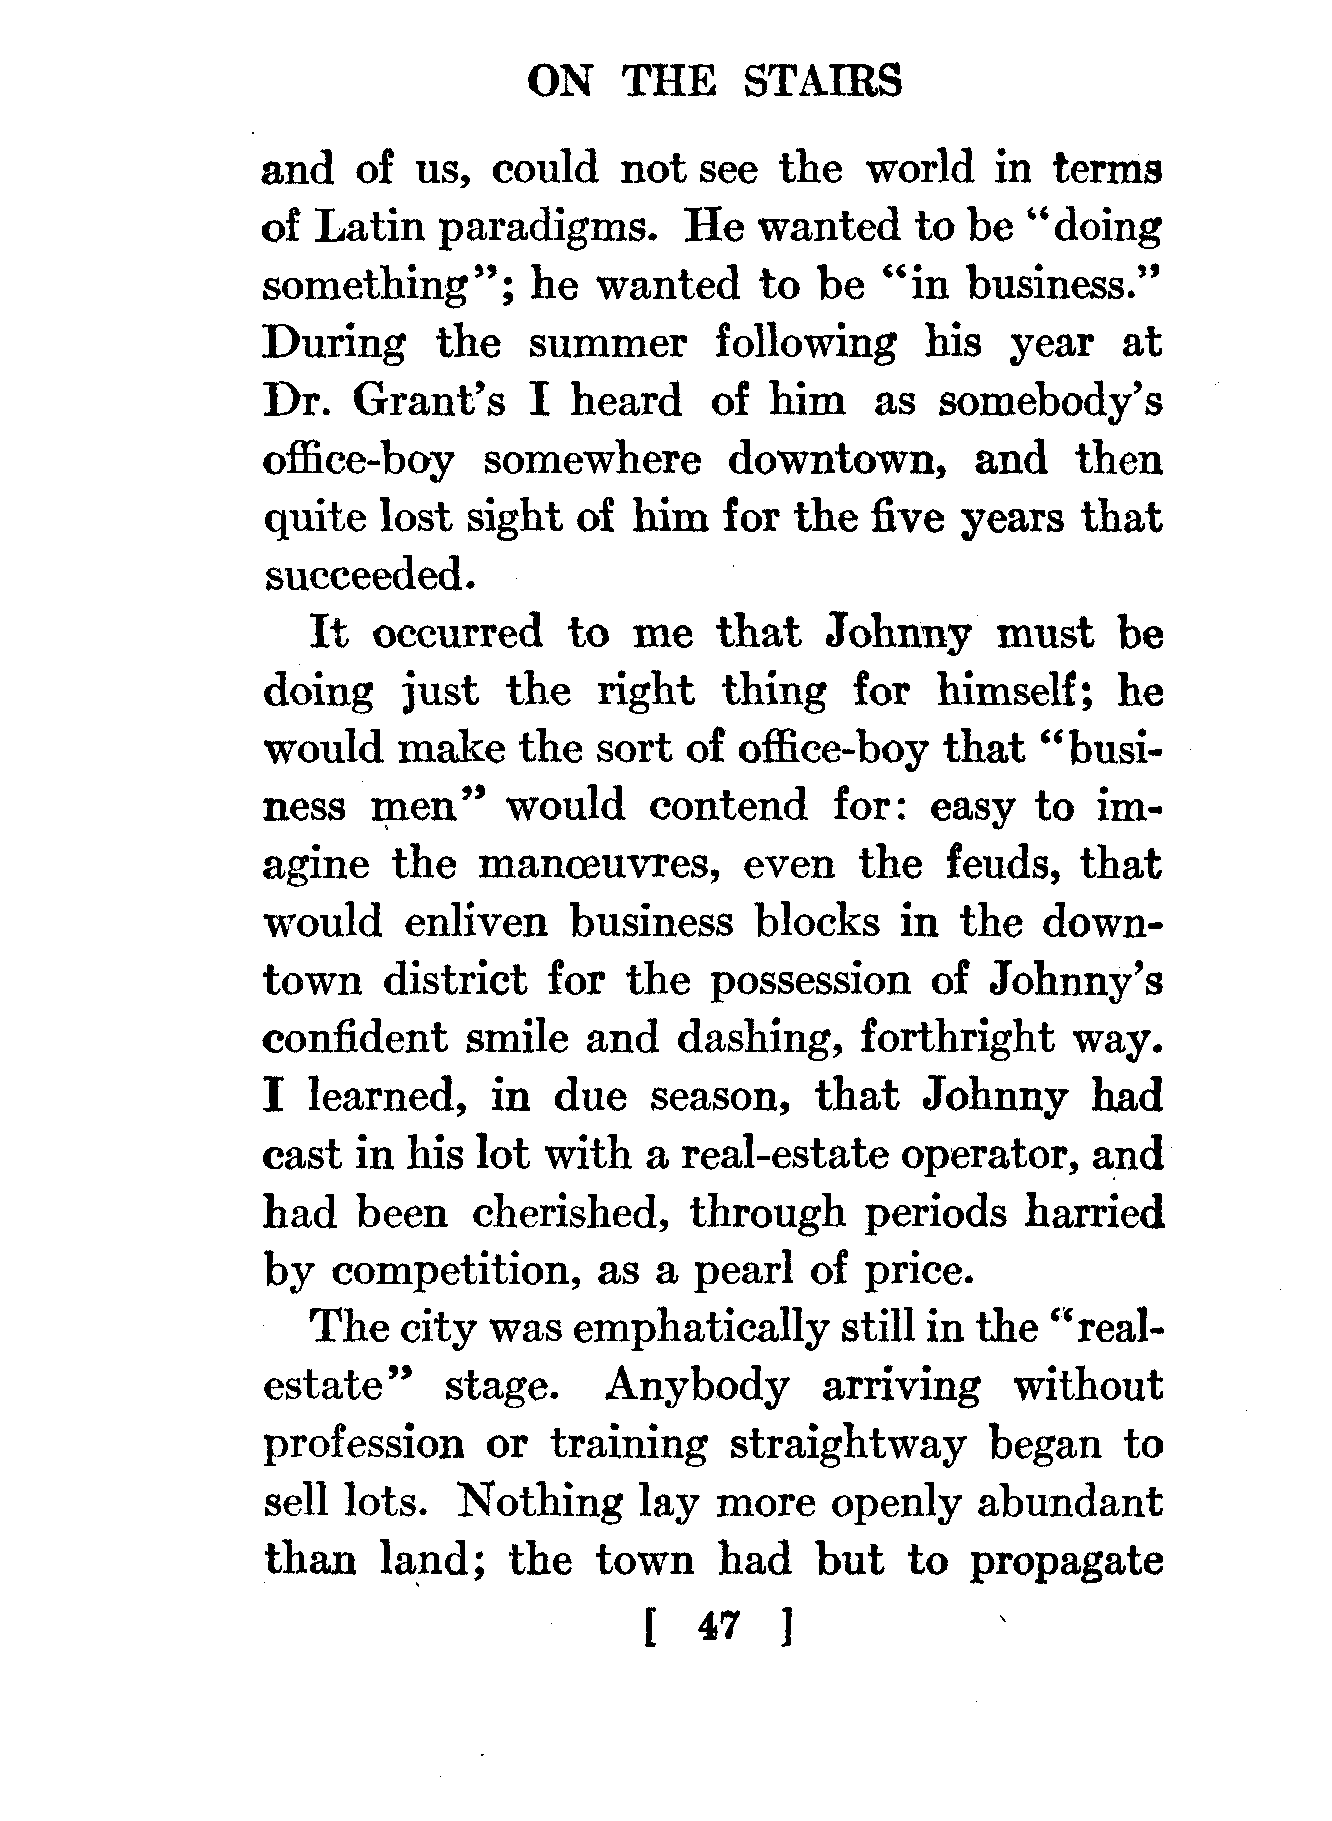 ON THE STAIRS
and of us, could not see the world in terms
of Latin paradigms. He wanted to be “doing
something”; he wanted to be “in business.”
During the summer following his year at
Dr. Grant’s I heard of him as somebody’s
office-boy somewhere downtown, and then
quite lost sight of him for the five years that
succeeded.
It occurred to me that Johnny must be
doing just the right thing for himself; he
would make the sort of office-boy that “busi-
ness men” would contend for: easy to im-
agine the manœuvres, even the feuds, that
would enliven business blocks in the down-
town district for the possession of Johnny’s
confident smile and dashing, forthright way.
I learned, in due season, that Johnny had
cast in his lot with a real-estate operator, and
had been cherished, through periods harried
by competition, as a pearl of price.
The city was emphatically still in the “real-
estate” stage. Anybody arriving without
profession or training straightway began to
sell lots. Nothing lay more openly abundant
than land; the town had but to propagate
[ 47 ]